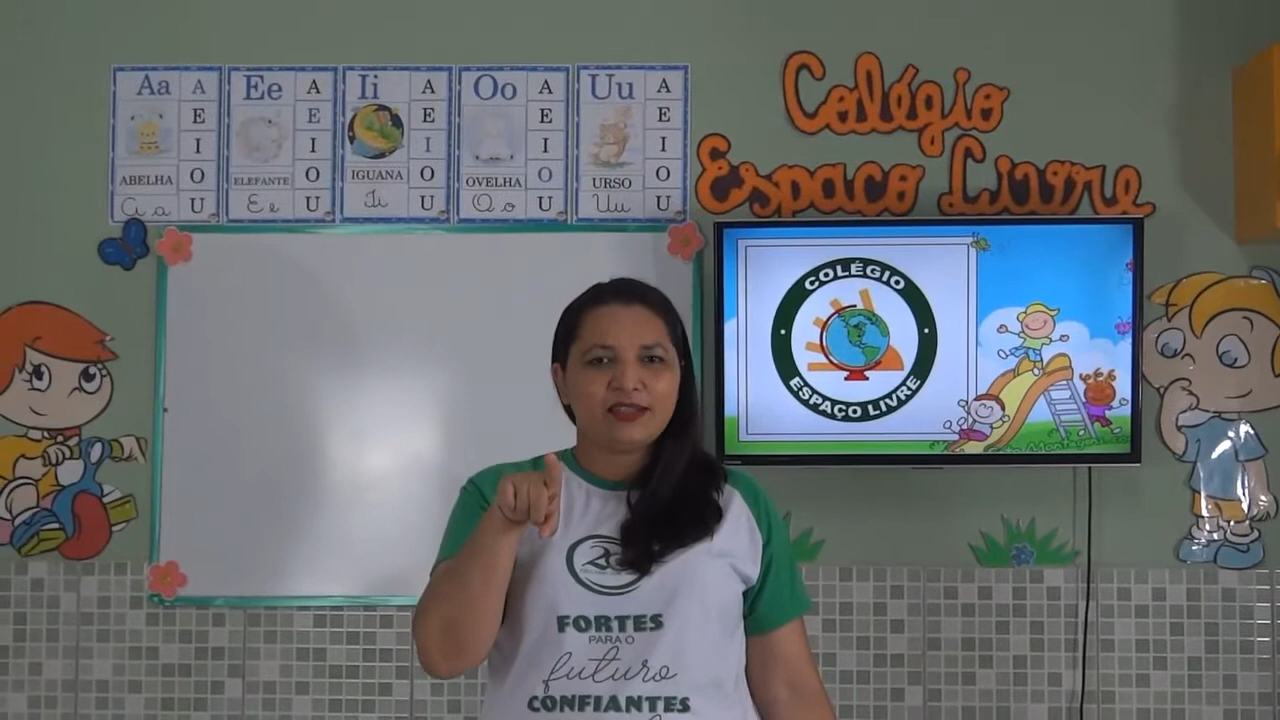 Aa A
E
I
O
U
ABELHA
A a
Ee A
E
I
O
U
ELEFANTE
E e
Ii A
E
I
O
U
IGUANA
I i
Oo A
E
I
O
U
OVELHA
O o
Uu A
E
I
O
U
URSO
Uu
Colégio
Espaço Livre
COLÉGIO
ESPAÇO LIVRE
FORTES
PARA O
futuro
CONFIANTES